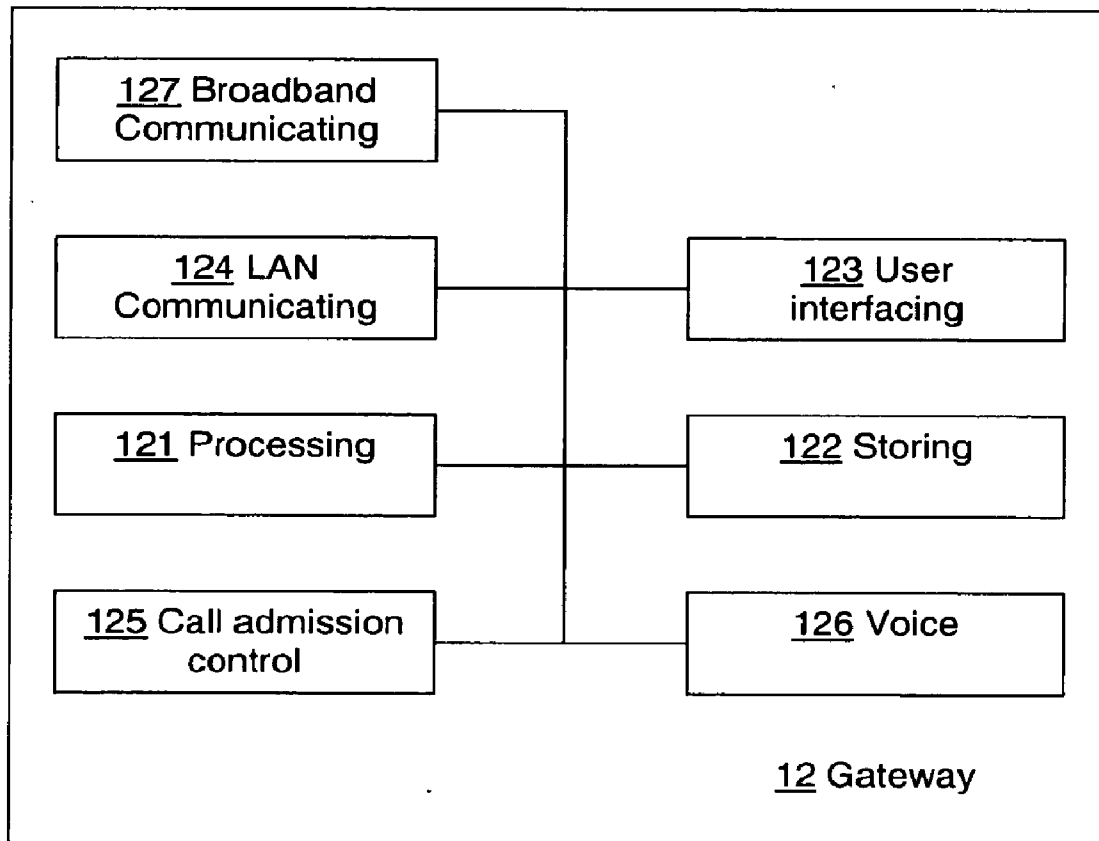 127 Broadband
Communicating
124 LAN
Communicating
123 User
interfacing
121 Processing
122 Storing
125 Call admission
control
126 Voice
12 Gateway